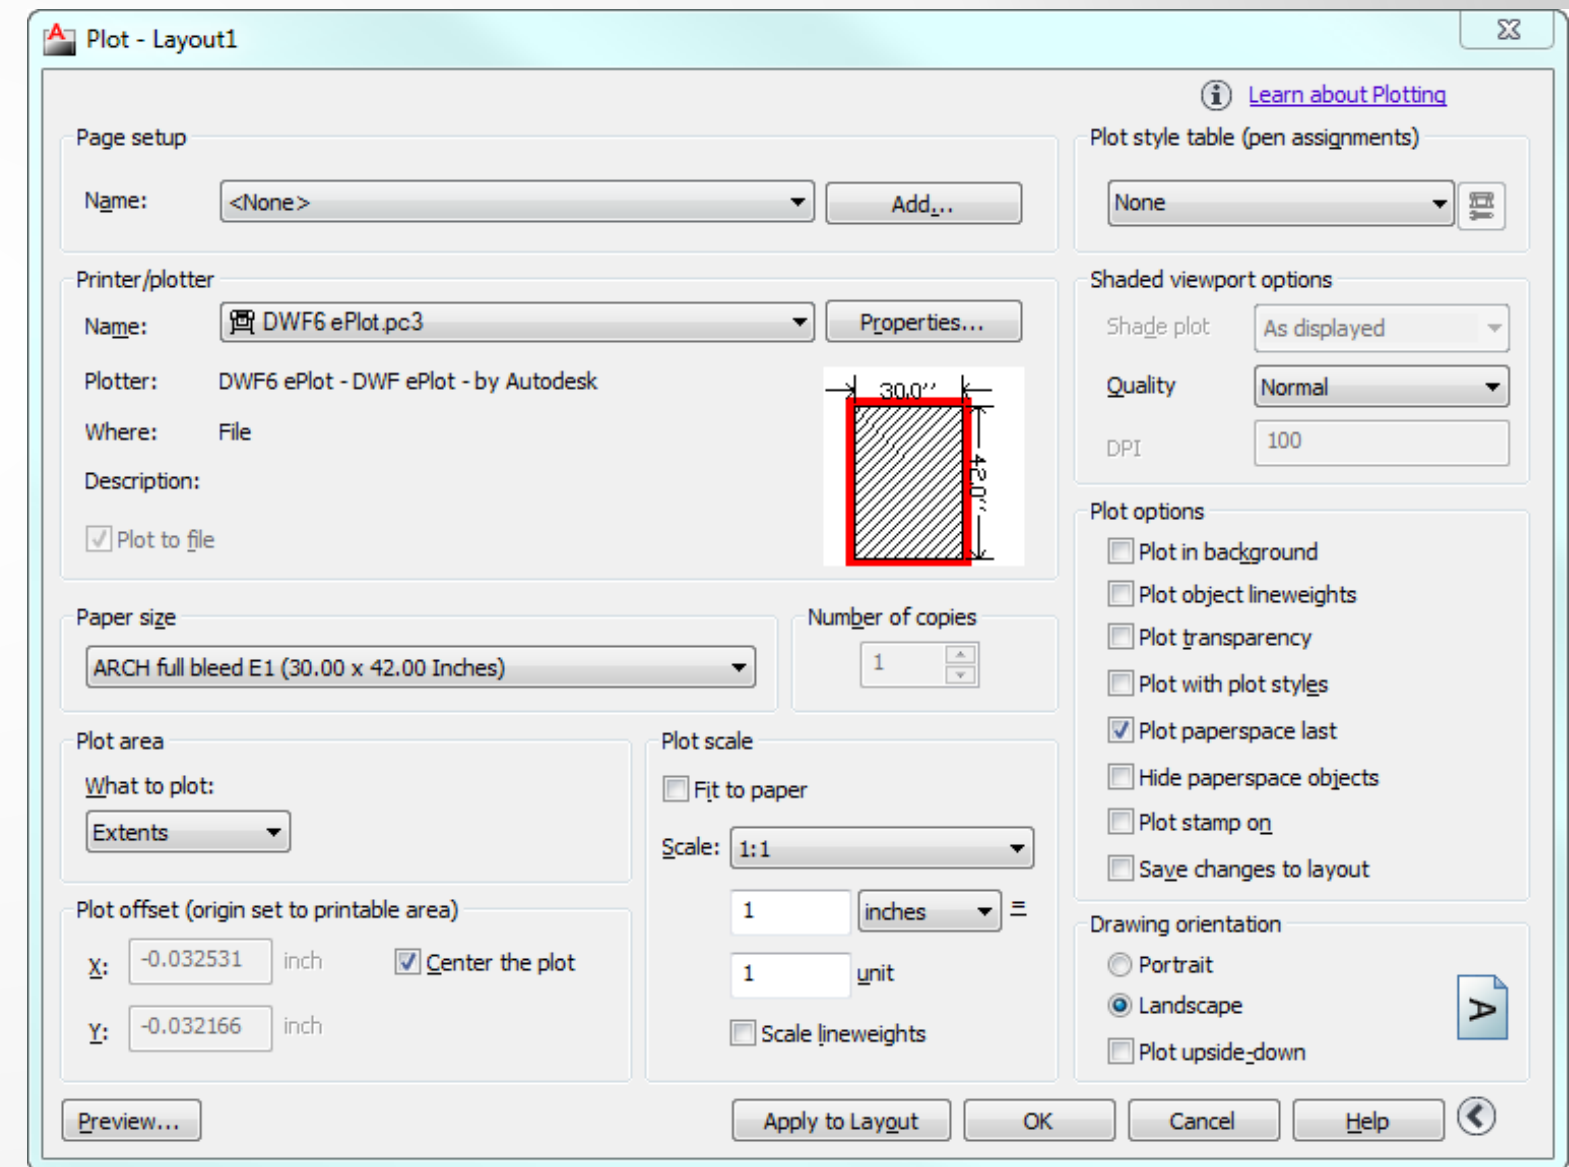 Plot - Layout1
Learn about Plotting
Page setup
Name:
<None>
Add...
Plot style table (pen assignments)
None
Printer/plotter
Name:
DWF6 ePlot.pc3
Properties...
Plotter:
DWF6 ePlot - DWF ePlot - by Autodesk
Where:
File
Description:
Plot to file
30.0''
42.0''
Shaded viewport options
Shade plot
As displayed
Quality
Normal
DPI
100
Paper size
ARCH full bleed E1 (30.00 x 42.00 Inches)
Number of copies
1
Plot options
Plot in background
Plot object lineweights
Plot transparency
Plot with plot styles
Plot paperspace last
Hide paperspace objects
Plot stamp on
Save changes to layout
Plot area
What to plot:
Extents
Plot scale
Fit to paper
Scale:
1:1
1
inches
=
1
unit
Scale lineweights
Plot offset (origin set to printable area)
X:
-0.032531
inch
Center the plot
Y:
-0.032166
inch
Drawing orientation
Portrait
Landscape
Plot upside-down
A
Preview...
Apply to Layout
OK
Cancel
Help